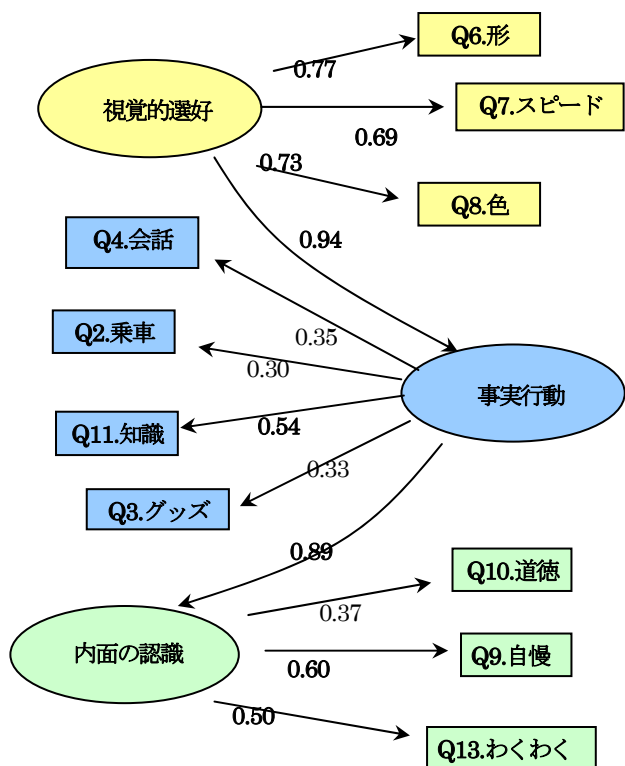 Q6.形
0.77
視覚的選好
Q7.スピード
0.69
0.73
Q8.色
0.94
Q4.会話
0.35
Q2.乗車
0.30
事実行動
Q11.知識
0.54
0.33
Q3.グッズ
0.89
Q10.道徳
0.37
内面の認識
Q9.自慢
0.60
0.50
Q13.わくわく